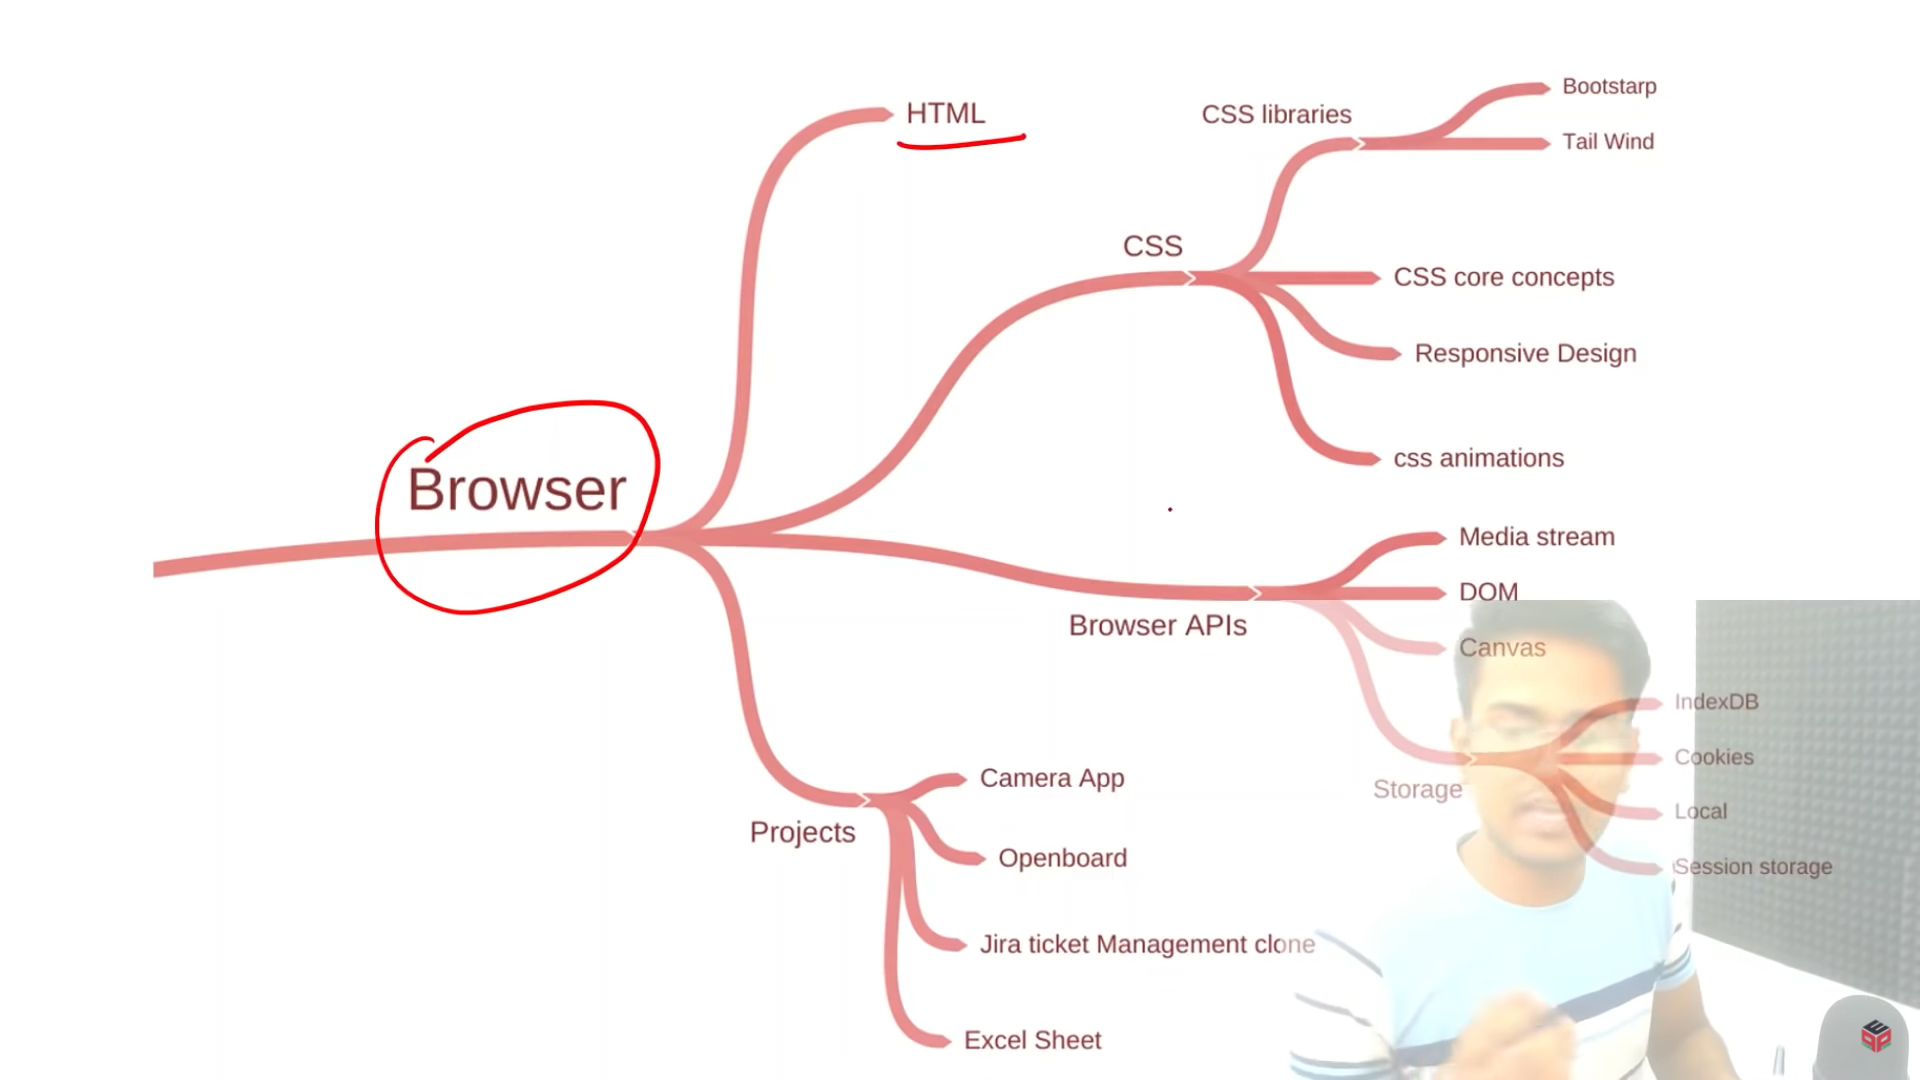 Browser
HTML
CSS
CSS libraries
Bootstarp
Tail Wind
CSS core concepts
Responsive Design
css animations
Browser APIs
Media stream
DOM
Canvas
Storage
IndexDB
Cookies
Local
Session storage
Projects
Camera App
Openboard
Jira ticket Management clone
Excel Sheet